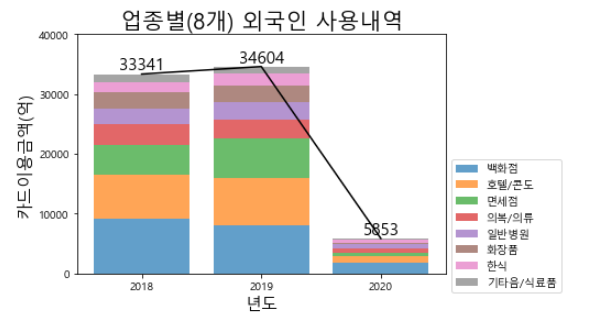 업종별(8개) 외국인 사용내역
카드이용금액(억)
40000
30000
20000
10000
0
33341
34604
5853
2018
2019
2020
년도
백화점
호텔/콘도
면세점
의복/의류
일반병원
화장품
한식
기타음/식료품